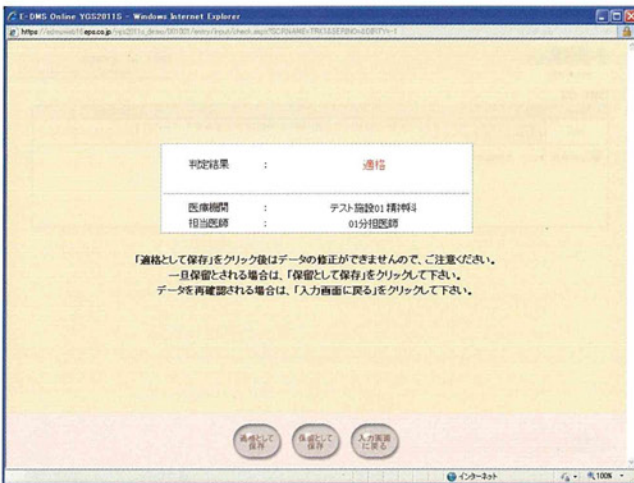 E-DMS Online YGS2011S - Windows Internet Explorer
判定結果 : 適格
医療機関 : テスト施設01 精神科
担当医師 : 01分担医師
「適格として保存」をクリック後はデータの修正ができませんので、ご注意ください。
一旦保留とされる場合は、「保留として保存」をクリックして下さい。
データを再確認される場合は、「入力画面に戻る」をクリックして下さい。
適格として
保存
保留として
保存
入力画面
に戻る
インターネット
100%